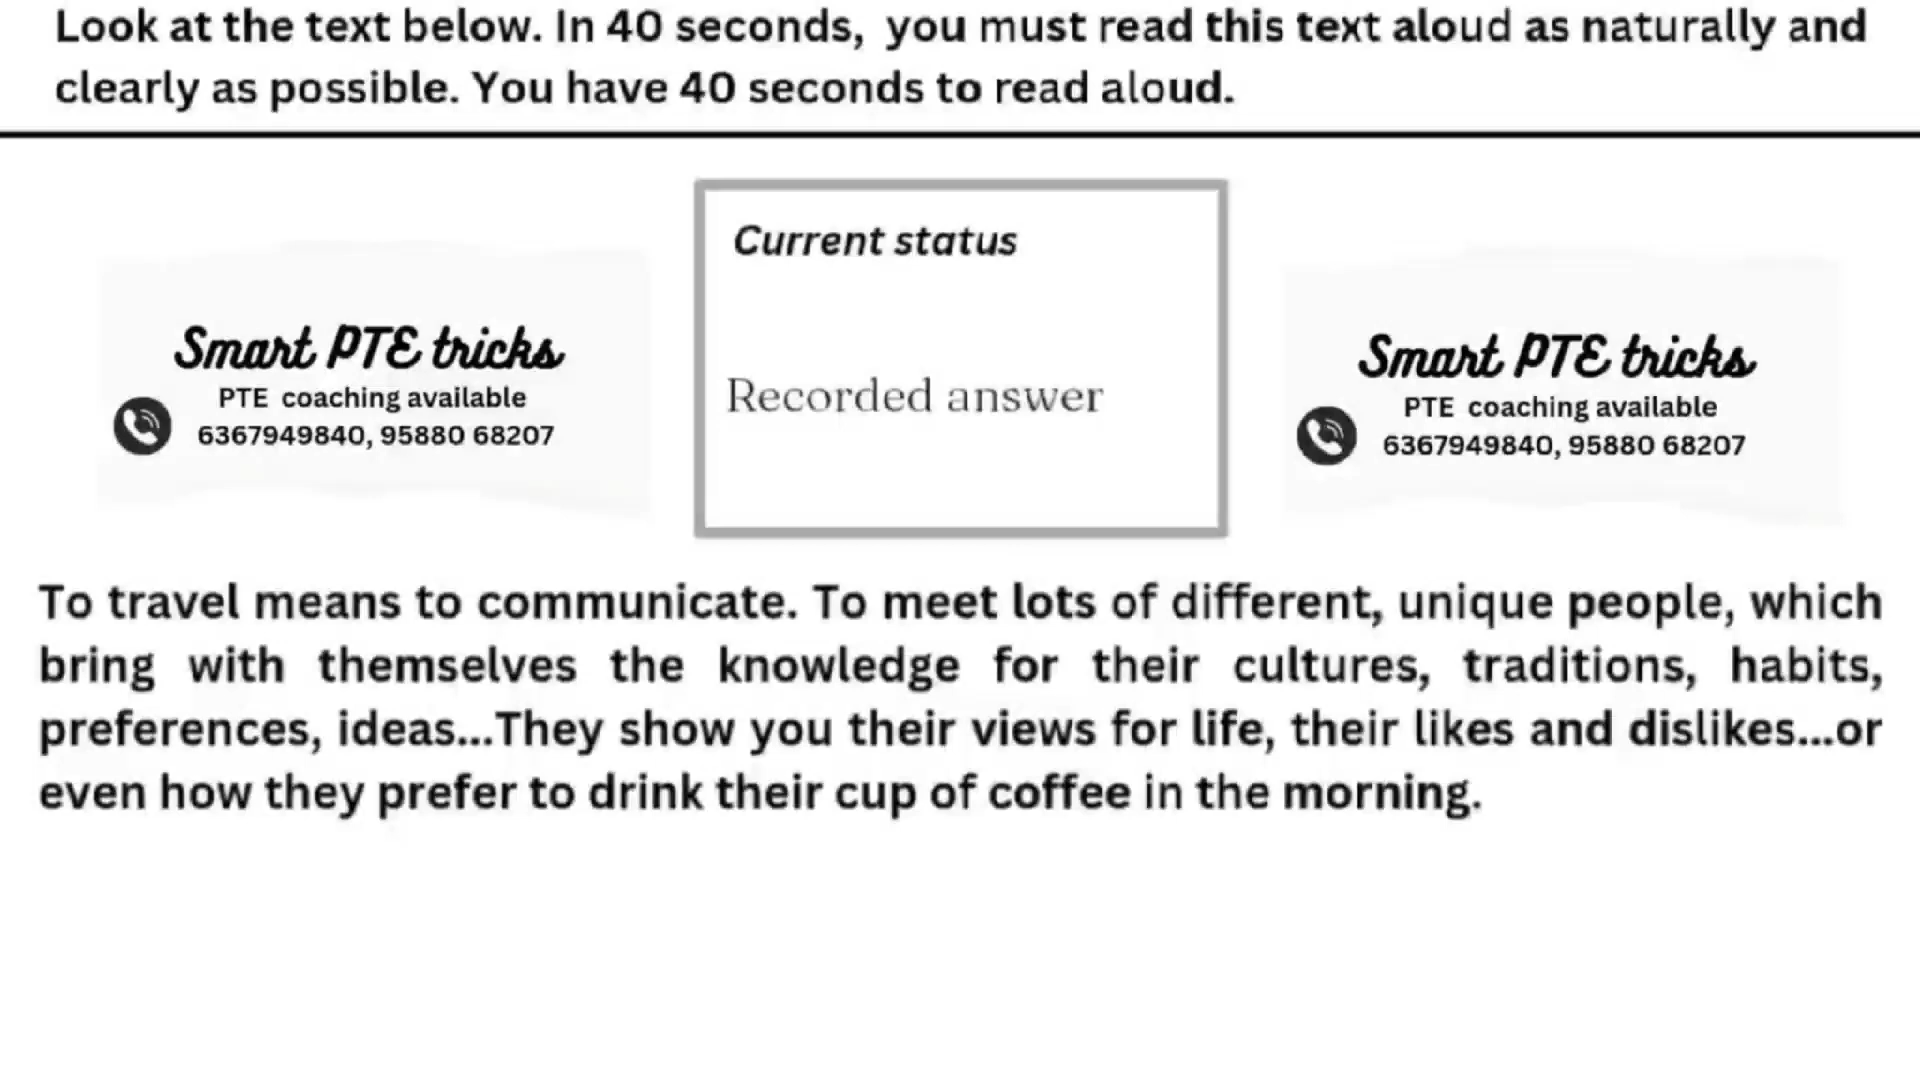 Look at the text below. In 40 seconds, you must read this text aloud as naturally and
clearly as possible. You have 40 seconds to read aloud.
Current status
Recorded answer
Smart PTE tricks
PTE coaching available
6367949840, 95880 68207
Smart PTE tricks
PTE coaching available
6367949840, 95880 68207
To travel means to communicate. To meet lots of different, unique people, which
bring with themselves the knowledge for their cultures, traditions, habits,
preferences, ideas...They show you their views for life, their likes and dislikes...or
even how they prefer to drink their cup of coffee in the morning.